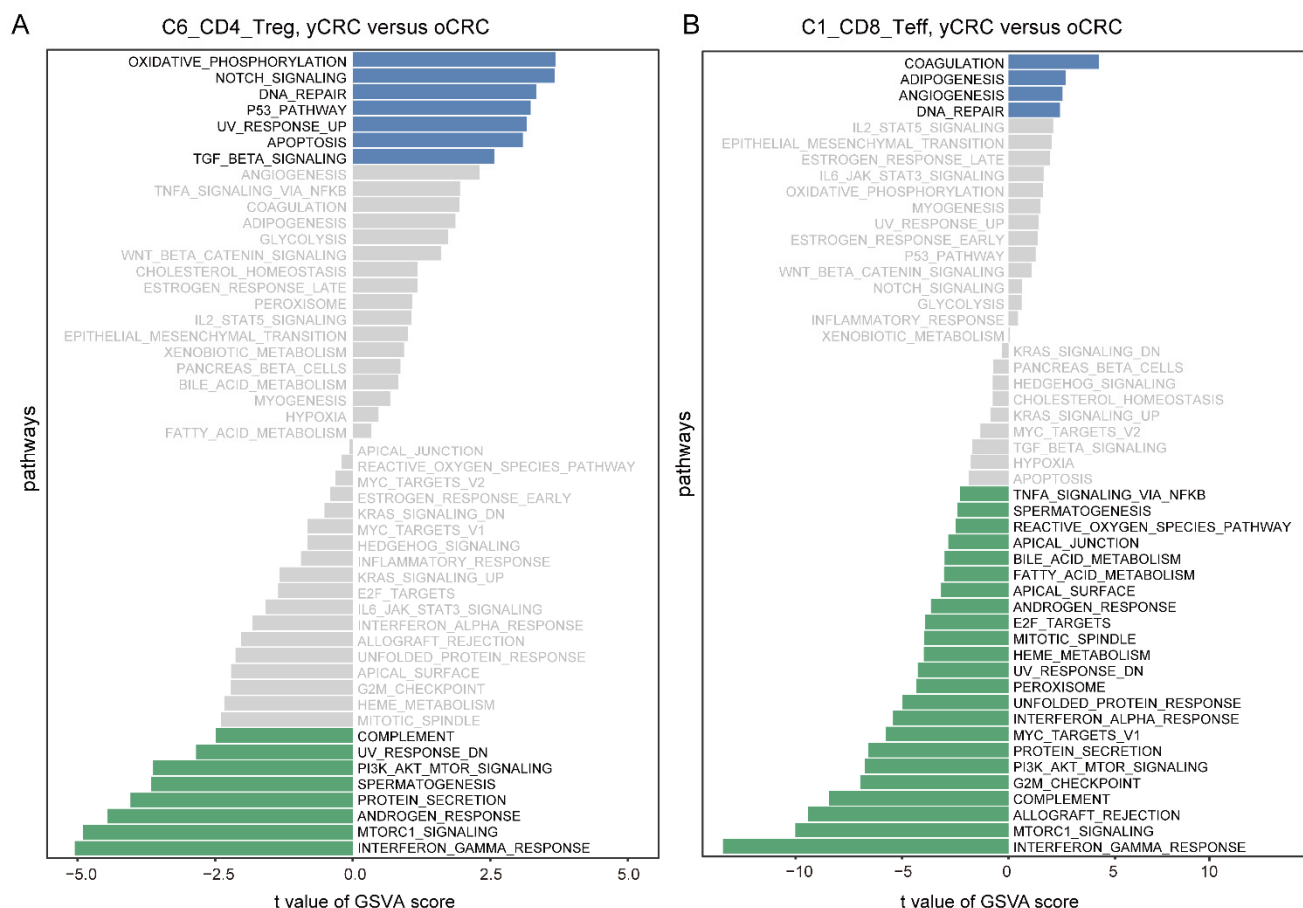 A
C6_CD4_Treg, yCRC versus oCRC
OXIDATIVE_PHOSPHORYLATION
NOTCH_SIGNALING
DNA_REPAIR
P53_PATHWAY
UV_RESPONSE_UP
APOPTOSIS
TGF_BETA_SIGNALING
ANGIOGENESIS
TNFA_SIGNALING_VIA_NFKB
COAGULATION
ADIPOGENESIS
GLYCOLYSIS
WNT_BETA_CATENIN_SIGNALING
CHOLESTEROL_HOMEOSTASIS
ESTROGEN_RESPONSE_LATE
PEROXISOME
IL2_STAT5_SIGNALING
EPITHELIAL_MESENCHYMAL_TRANSITION
XENOBIOTIC_METABOLISM
PANCREAS_BETA_CELLS
BILE_ACID_METABOLISM
MYOGENESIS
HYPOXIA
FATTY_ACID_METABOLISM
APICAL_JUNCTION
REACTIVE_OXYGEN_SPECIES_PATHWAY
MYC_TARGETS_V2
ESTROGEN_RESPONSE_EARLY
KRAS_SIGNALING_DN
MYC_TARGETS_V1
HEDGEHOG_SIGNALING
INFLAMMATORY_RESPONSE
KRAS_SIGNALING_UP
E2F_TARGETS
IL6_JAK_STAT3_SIGNALING
INTERFERON_ALPHA_RESPONSE
ALLOGRAFT_REJECTION
UNFOLDED_PROTEIN_RESPONSE
APICAL_SURFACE
G2M_CHECKPOINT
HEME_METABOLISM
MITOTIC_SPINDLE
COMPLEMENT
UV_RESPONSE_DN
PI3K_AKT_MTOR_SIGNALING
SPERMATOGENESIS
PROTEIN_SECRETION
ANDROGEN_RESPONSE
MTORC1_SIGNALING
INTERFERON_GAMMA_RESPONSE
pathways
−5.0 −2.5 0.0 2.5 5.0
t value of GSVA score
B
C1_CD8_Teff, yCRC versus oCRC
COAGULATION
ADIPOGENESIS
ANGIOGENESIS
DNA_REPAIR
IL2_STAT5_SIGNALING
EPITHELIAL_MESENCHYMAL_TRANSITION
ESTROGEN_RESPONSE_LATE
IL6_JAK_STAT3_SIGNALING
OXIDATIVE_PHOSPHORYLATION
MYOGENESIS
UV_RESPONSE_UP
ESTROGEN_RESPONSE_EARLY
P53_PATHWAY
WNT_BETA_CATENIN_SIGNALING
NOTCH_SIGNALING
GLYCOLYSIS
INFLAMMATORY_RESPONSE
XENOBIOTIC_METABOLISM
KRAS_SIGNALING_DN
PANCREAS_BETA_CELLS
HEDGEHOG_SIGNALING
CHOLESTEROL_HOMEOSTASIS
KRAS_SIGNALING_UP
MYC_TARGETS_V2
TGF_BETA_SIGNALING
HYPOXIA
APOPTOSIS
TNFA_SIGNALING_VIA_NFKB
SPERMATOGENESIS
REACTIVE_OXYGEN_SPECIES_PATHWAY
APICAL_JUNCTION
BILE_ACID_METABOLISM
FATTY_ACID_METABOLISM
APICAL_SURFACE
ANDROGEN_RESPONSE
E2F_TARGETS
MITOTIC_SPINDLE
HEME_METABOLISM
UV_RESPONSE_DN
PEROXISOME
UNFOLDED_PROTEIN_RESPONSE
INTERFERON_ALPHA_RESPONSE
MYC_TARGETS_V1
PROTEIN_SECRETION
PI3K_AKT_MTOR_SIGNALING
G2M_CHECKPOINT
COMPLEMENT
ALLOGRAFT_REJECTION
MTORC1_SIGNALING
INTERFERON_GAMMA_RESPONSE
pathways
−10 −5 0 5 10
t value of GSVA score